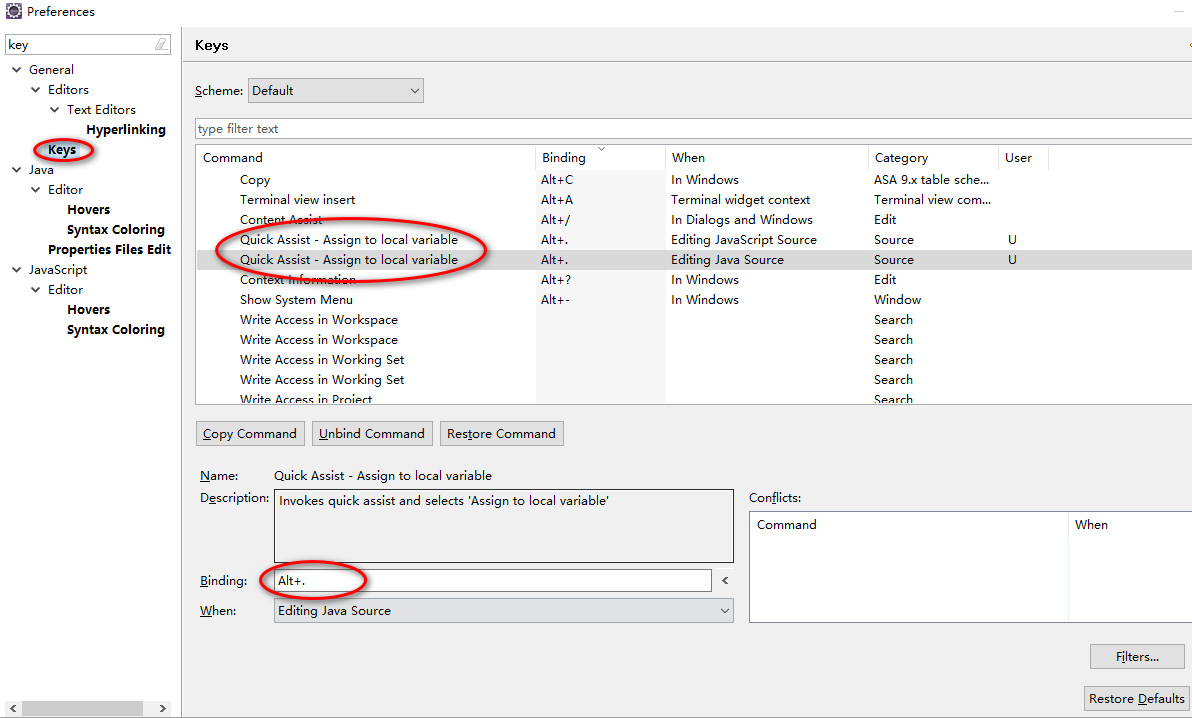 Preferences
key
General
Editors
Text Editors
Hyperlinking
Keys
Java
Editor
Hovers
Syntax Coloring
Properties Files Edit
JavaScript
Editor
Hovers
Syntax Coloring
Keys
Scheme: Default
type filter text
Command Binding When Category User
Copy Alt+C In Windows ASA 9.x table sche...
Terminal view insert Alt+A Terminal widget context Terminal view com...
Content Assist Alt+/ In Dialogs and Windows Edit
Quick Assist - Assign to local variable Alt+. Editing JavaScript Source Source U
Quick Assist - Assign to local variable Alt+. Editing Java Source Source U
Context Information Alt+? In Windows Edit
Show System Menu Alt+- In Windows Window
Write Access in Workspace Search
Write Access in Workspace Search
Write Access in Working Set Search
Write Access in Working Set Search
Write Access in Project Search
Copy Command Unbind Command Restore Command
Name: Quick Assist - Assign to local variable
Description: Invokes quick assist and selects 'Assign to local variable'
Conflicts:
Command When
Binding: Alt+.
When: Editing Java Source
Filters...
Restore Defaults